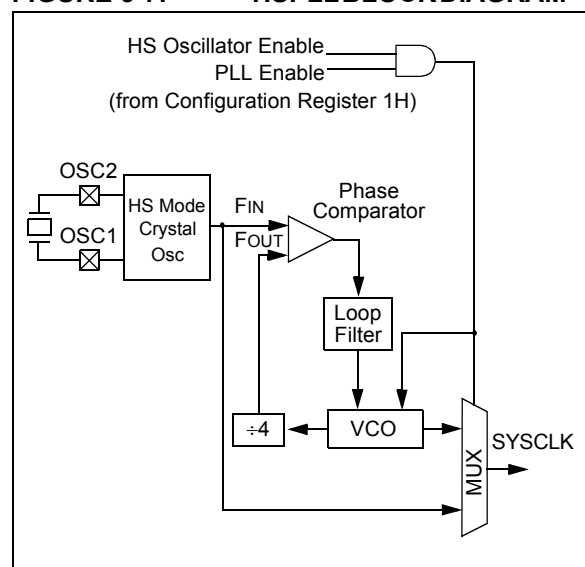 HS Oscillator Enable
PLL Enable
(from Configuration Register 1H)
OSC2
OSC1
HS Mode
Crystal
Osc
FIN
FOUT
Phase
Comparator
Loop
Filter
÷4
VCO
MUX
SYSCLK